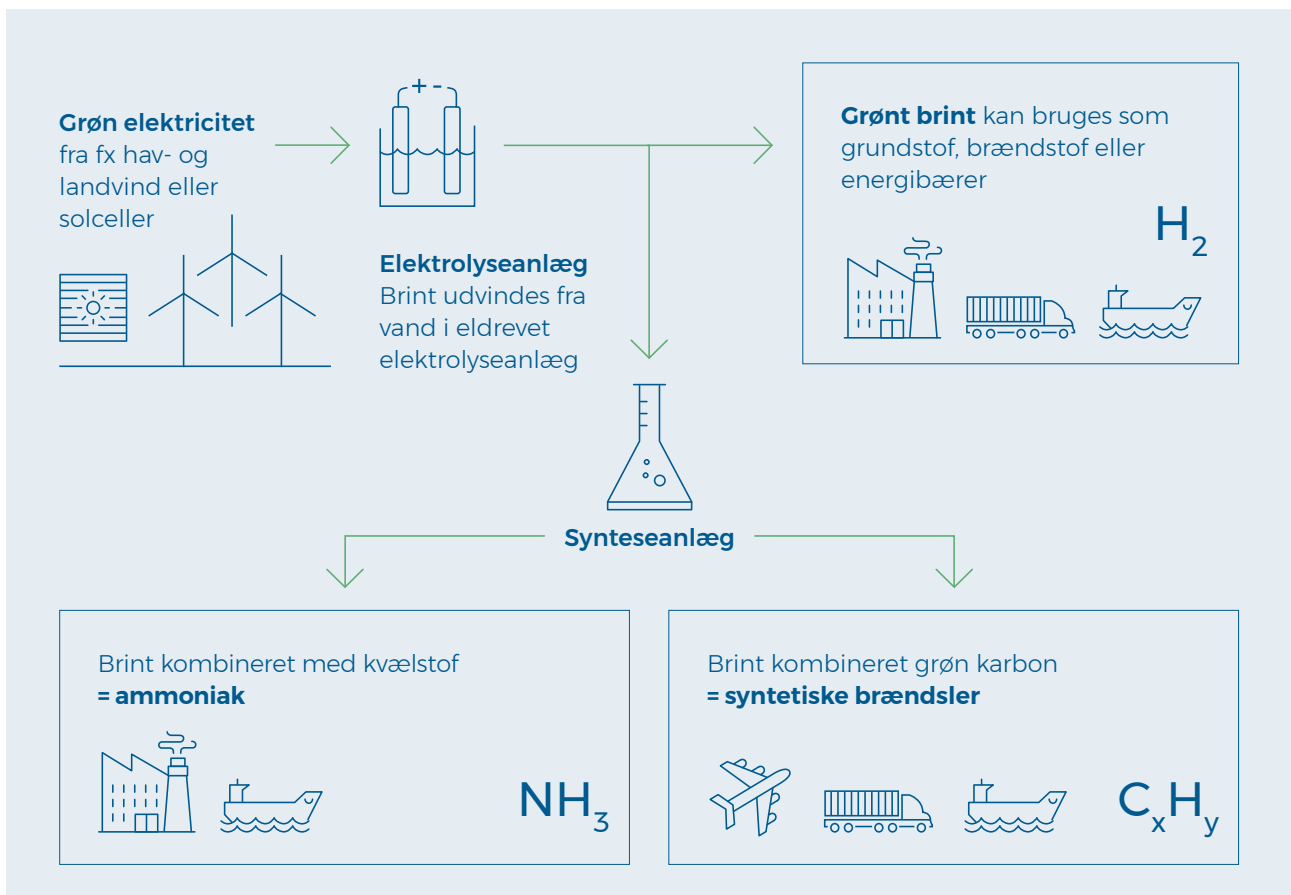 Grøn elektricitet
fra fx hav- og
landvind eller
solceller
+ -
Elektrolyseanlæg
Brint udvindes fra
vand i eldrevet
elektrolyseanlæg
Grønt brint kan bruges som
grundstof, brændstof eller
energibærer
H₂
Synteseanlæg
Brint kombineret med kvælstof
= ammoniak
NH₃
Brint kombineret grøn karbon
= syntetiske brændsler
CₓHᵧ